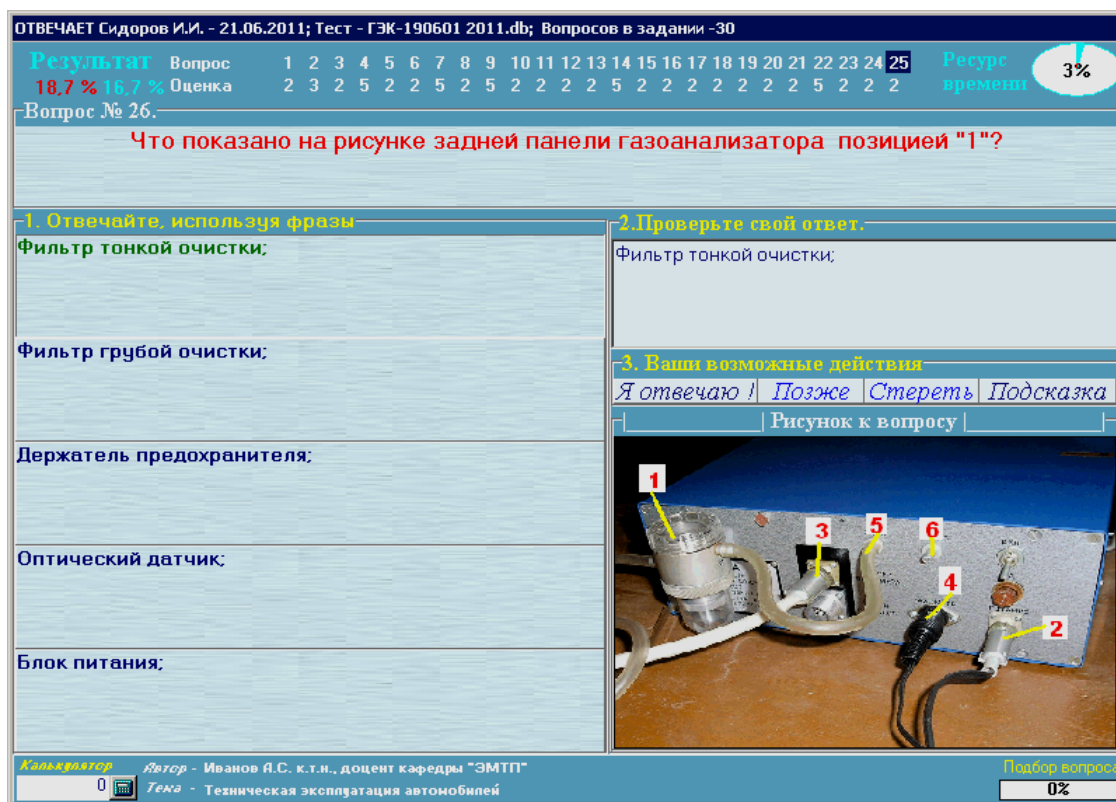 ОТВЕЧАЕТ Сидоров И.И. - 21.06.2011; Тест - ГЭК-190601 2011.db; Вопросов в задании -30
Результат Вопрос 1 2 3 4 5 6 7 8 9 10 11 12 13 14 15 16 17 18 19 20 21 22 23 24 25 Ресурс
18,7 % 16,7 % Оценка 2 3 2 5 2 2 5 2 5 2 2 2 2 5 2 2 2 2 2 2 2 5 2 2 2 времени 3%
Вопрос № 26.
Что показано на рисунке задней панели газоанализатора позицией "1"?
1. Отвечайте, используя фразы
Фильтр тонкой очистки;
Фильтр грубой очистки;
Держатель предохранителя;
Оптический датчик;
Блок питания;
2.Проверьте свой ответ.
Фильтр тонкой очистки;
3. Ваши возможные действия
Я отвечаю ! Позже Стереть Подсказка
Рисунок к вопросу
1
3
5
6
4
2
Калькулятор
0
Автор - Иванов А.С. к.т.н., доцент кафедры "ЭМТП"
Тема - Техническая эксплуатация автомобилей
Подбор вопроса
0%